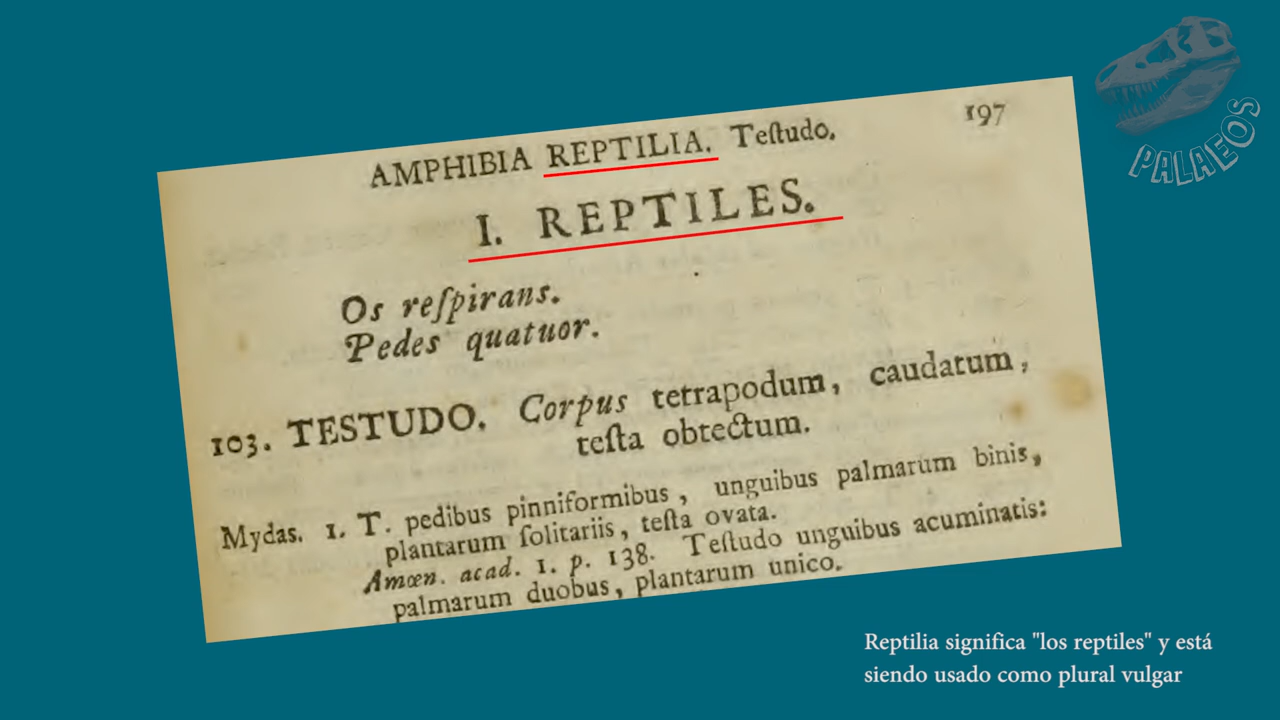 AMPHIBIA REPTILIA. Teſtudo. 197
I. REPTILES.
Os reſpirans.
Pedes quatuor.
103. TESTUDO. Corpus tetrapodum, caudatum,
teſta obtectum.
Mydas. 1. T. pedibus pinniformibus, unguibus palmarum binis,
plantarum ſolitariis, teſta ovata.
Amœn. acad. 1. p. 138. Teſtudo unguibus acuminatis:
palmarum duobus, plantarum unico.
PALAEOS
Reptilia significa "los reptiles" y está
siendo usado como plural vulgar